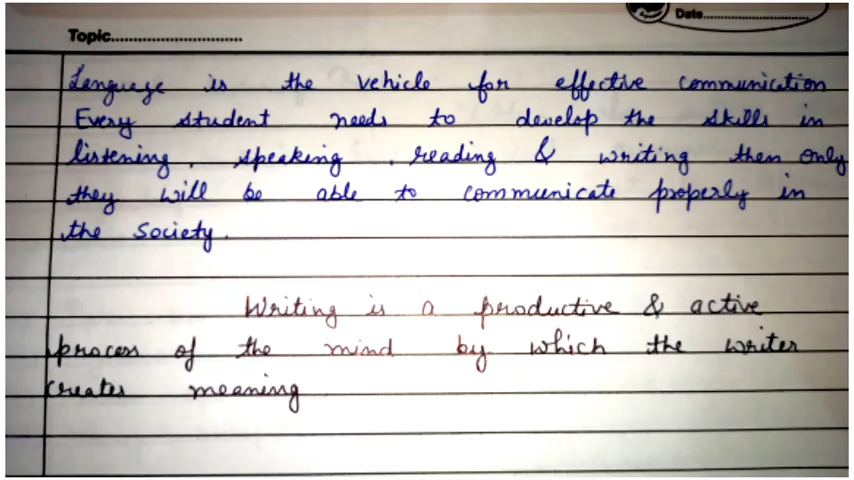 Date......................
Topic............................
Language is the vehicle for effective communication
Every student needs to develop the skills in
listening, speaking, reading & writing then only
they will be able to communicate properly in
the society.
Writing is a productive & active
process of the mind by which the writer
creates meaning